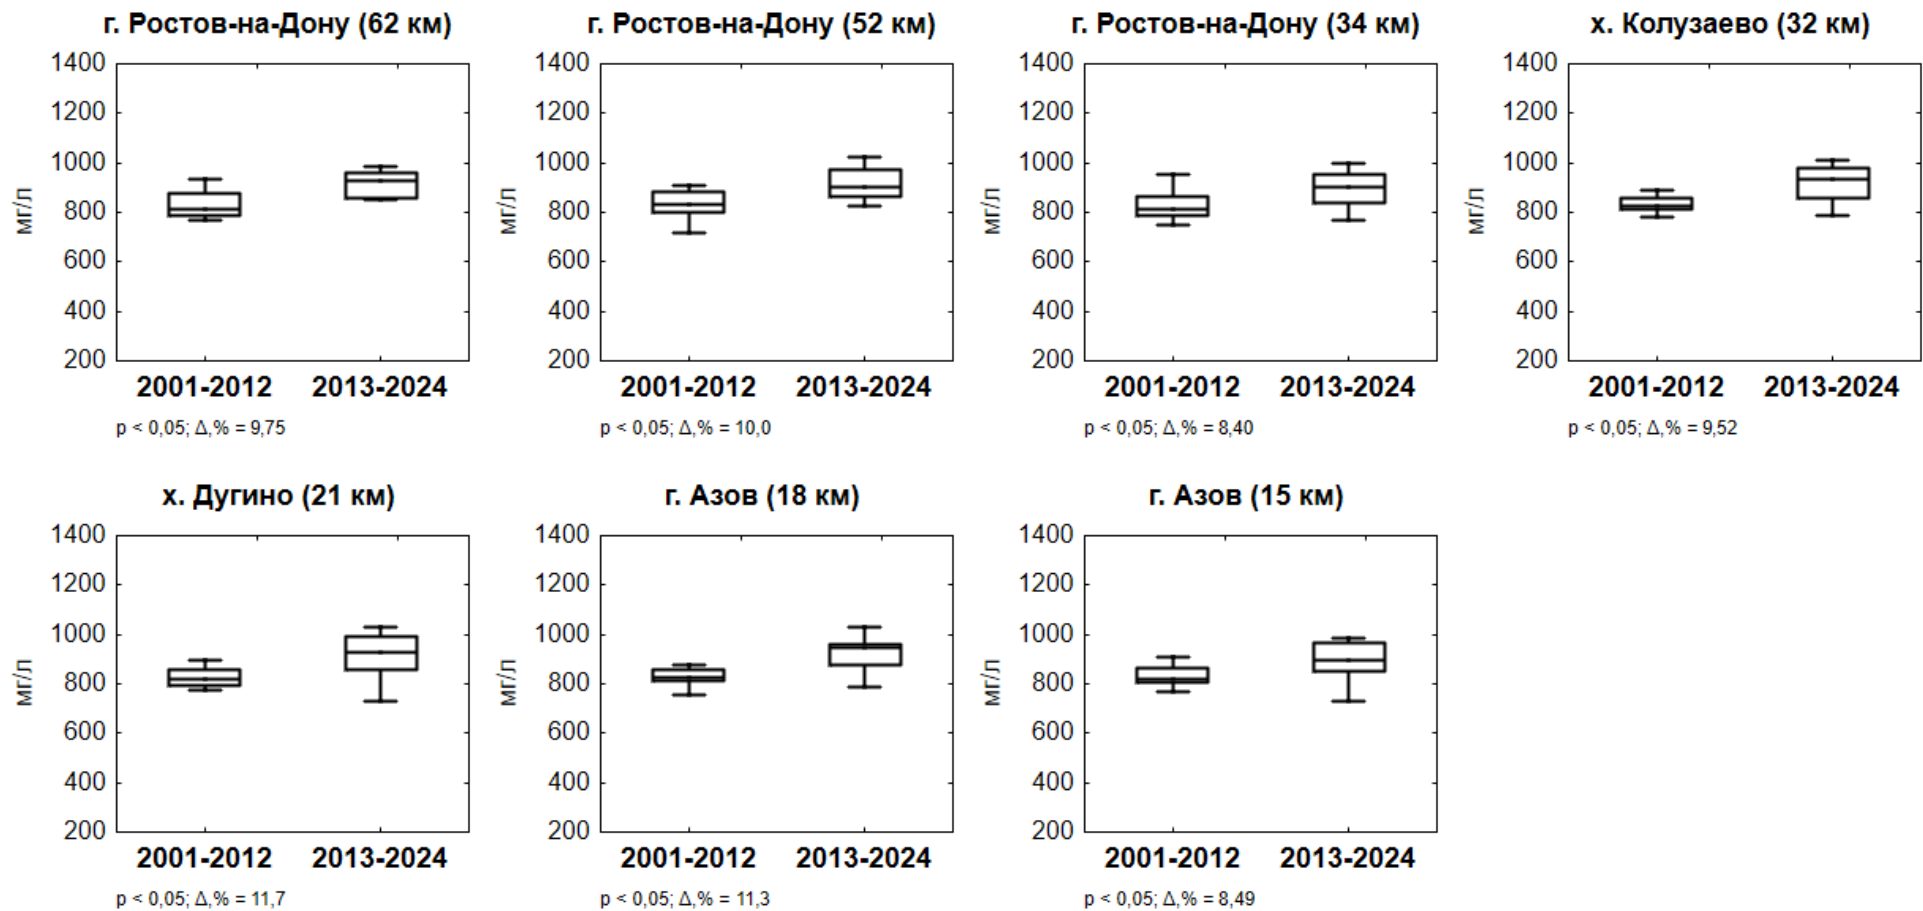 г. Ростов-на-Дону (62 км)
1400
1200
1000
800
600
400
200
мг/л
2001-2012 2013-2024
p < 0,05; Δ,% = 9,75
г. Ростов-на-Дону (52 км)
1400
1200
1000
800
600
400
200
мг/л
2001-2012 2013-2024
p < 0,05; Δ,% = 10,0
г. Ростов-на-Дону (34 км)
1400
1200
1000
800
600
400
200
мг/л
2001-2012 2013-2024
p < 0,05; Δ,% = 8,40
х. Колузаево (32 км)
1400
1200
1000
800
600
400
200
мг/л
2001-2012 2013-2024
p < 0,05; Δ,% = 9,52
х. Дугино (21 км)
1400
1200
1000
800
600
400
200
мг/л
2001-2012 2013-2024
p < 0,05; Δ,% = 11,7
г. Азов (18 км)
1400
1200
1000
800
600
400
200
мг/л
2001-2012 2013-2024
p < 0,05; Δ,% = 11,3
г. Азов (15 км)
1400
1200
1000
800
600
400
200
мг/л
2001-2012 2013-2024
p < 0,05; Δ,% = 8,49